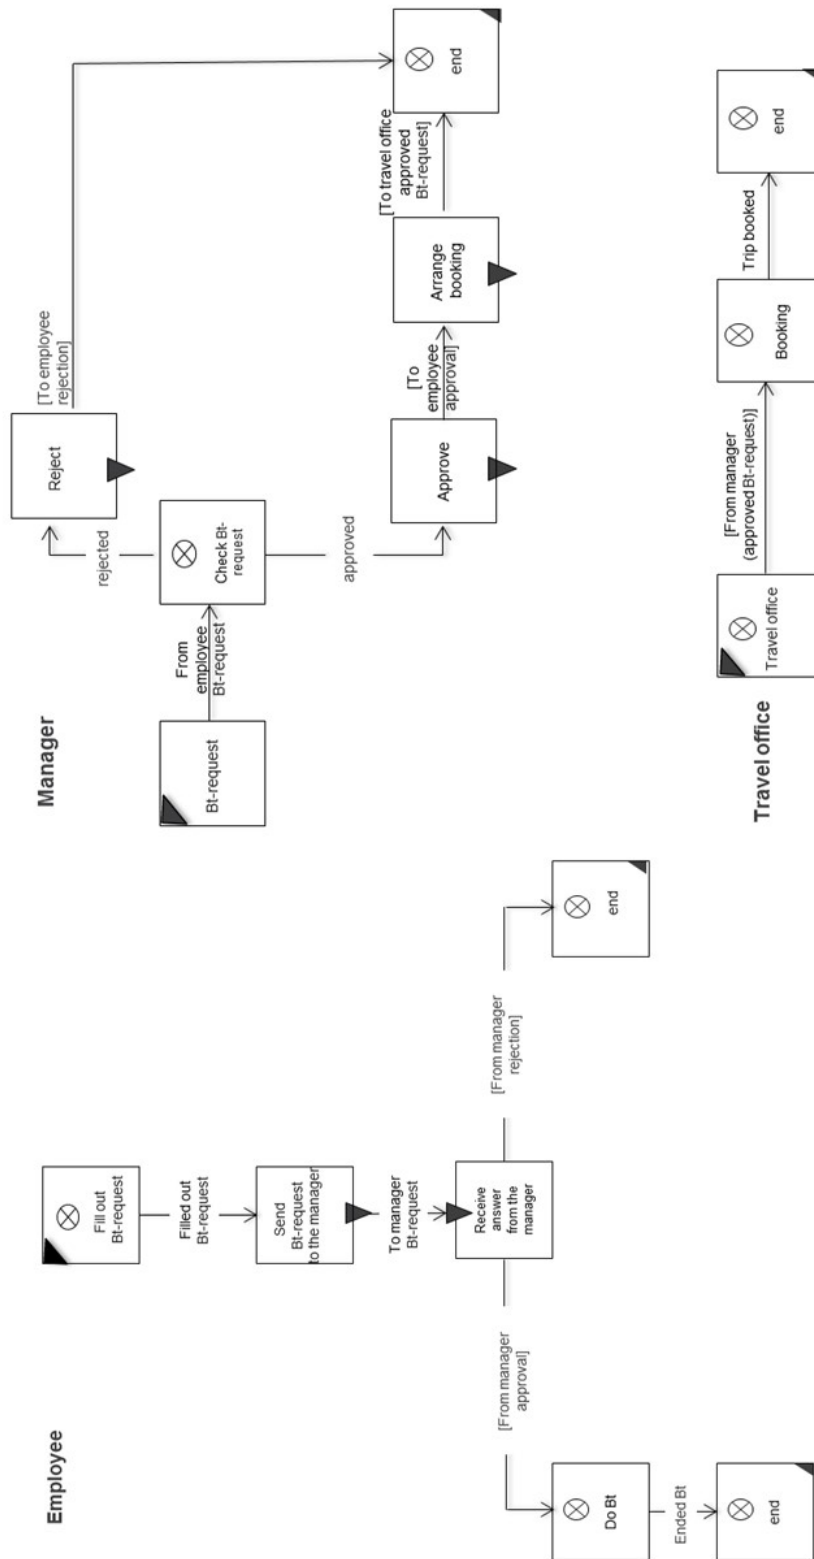 Employee
Fill out
Bt-request
Filled out
Bt-request
Send
Bt-request
to the manager
To manager
Bt-request
Receive
answer
from the
manager
[From manager
approval]
[From manager
rejection]
Do Bt
Ended Bt
end
end
Manager
Bt-request
From
employee
Bt-request
Check Bt-
request
rejected
approved
Reject
[To employee
rejection]
Approve
[To
employee
approval]
Arrange
booking
[To travel office
approved
Bt-request]
end
Travel office
Travel office
[From manager
(approved Bt-request)]
Booking
Trip booked
end